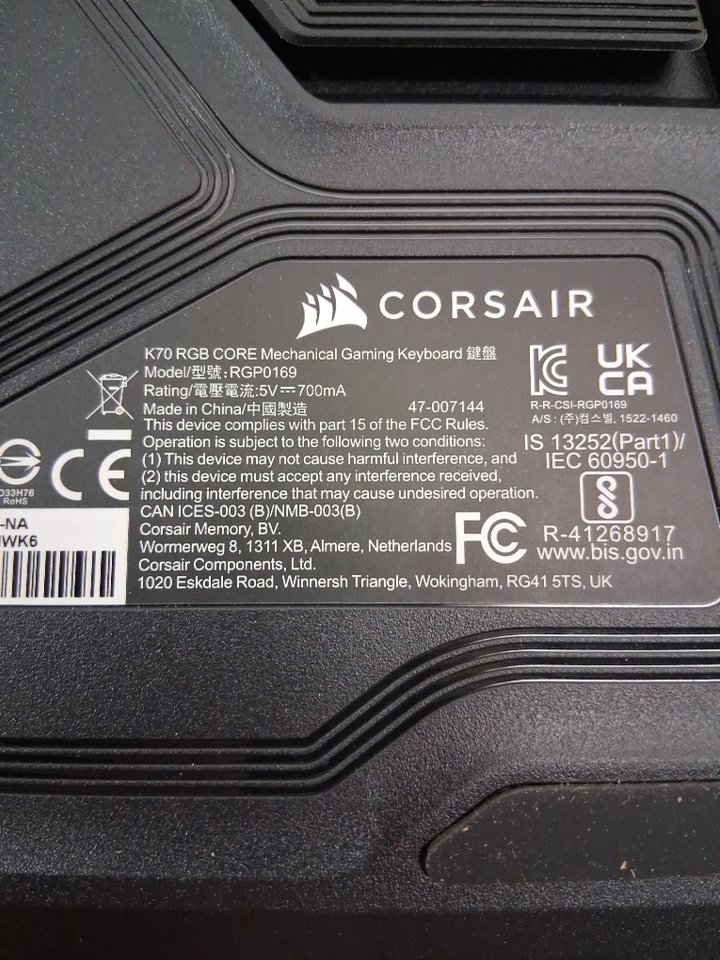 CORSAIR
K70 RGB CORE Mechanical Gaming Keyboard 鍵盤
Model/型號: RGP0169
Rating/電壓電流:5V⎓700mA
Made in China/中國製造 47-007144
This device complies with part 15 of the FCC Rules.
Operation is subject to the following two conditions:
(1) This device may not cause harmful interference, and
(2) this device must accept any interference received,
including interference that may cause undesired operation.
CAN ICES-003 (B)/NMB-003(B)
Corsair Memory, BV.
Wormerweg 8, 1311 XB, Almere, Netherlands
Corsair Components, Ltd.
1020 Eskdale Road, Winnersh Triangle, Wokingham, RG41 5TS, UK
FC
KC
UK
CA
R-R-CSI-RGP0169
A/S : (주)컴스빌, 1522-1460
IS 13252(Part1)/
IEC 60950-1
R-41268917
www.bis.gov.in
CE
D33H76
RoHS
-NA